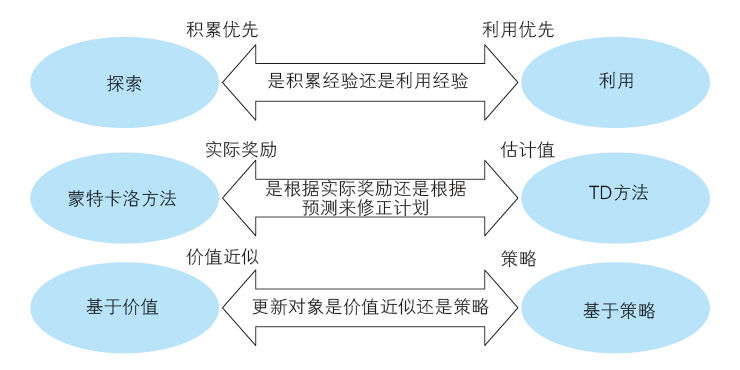 积累优先
利用优先
探索
是积累经验还是利用经验
利用
实际奖励
估计值
蒙特卡洛方法
是根据实际奖励还是根据
预测来修正计划
TD方法
价值近似
策略
基于价值
更新对象是价值近似还是策略
基于策略